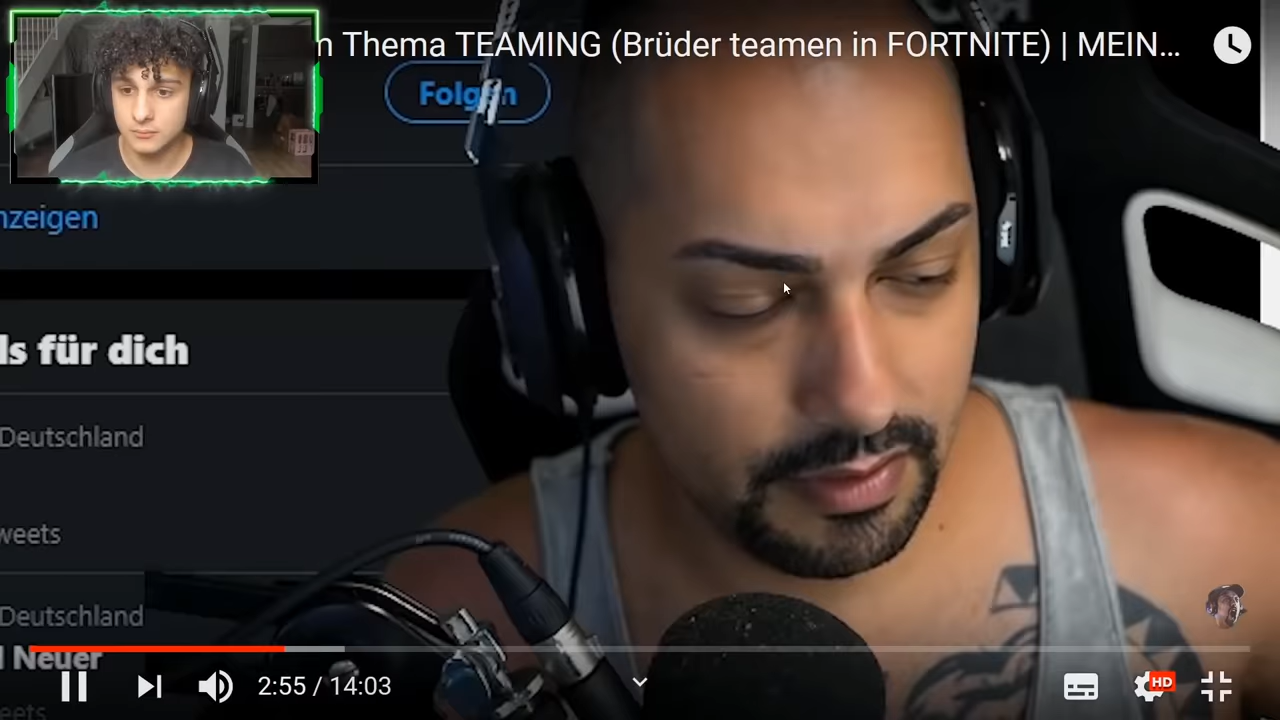 n Thema TEAMING (Brüder teamen in FORTNITE) | MEIN...
Folgen
nzeigen
ls für dich
Deutschland
weets
Deutschland
l Neuer
eets
2:55 / 14:03
HD